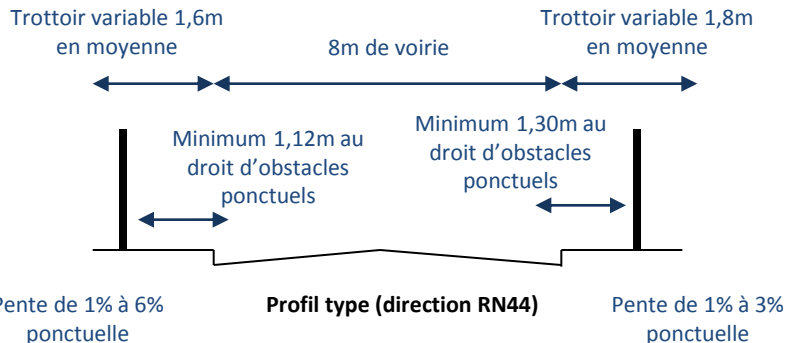 Trottoir variable 1,6m
en moyenne
8m de voirie
Trottoir variable 1,8m
en moyenne
Minimum 1,12m au
droit d’obstacles
ponctuels
Minimum 1,30m au
droit d’obstacles
ponctuels
Pente de 1% à 6%
ponctuelle
Profil type (direction RN44)
Pente de 1% à 3%
ponctuelle